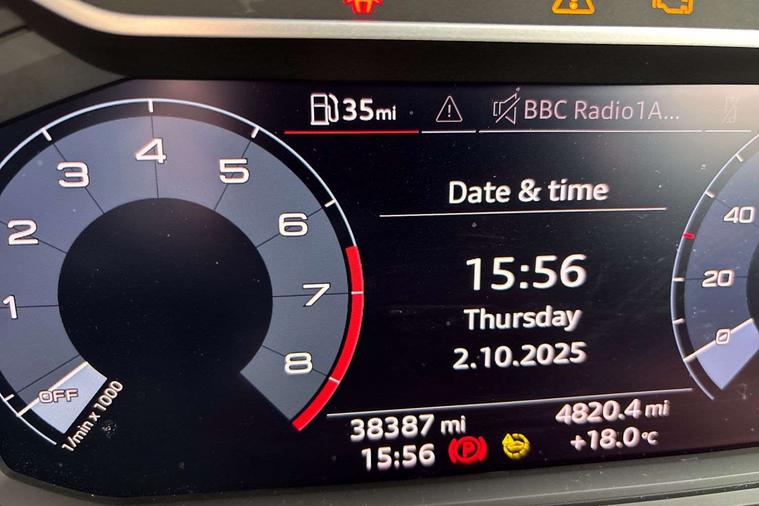 35mi
BBC Radio1A...
Date & time
15:56
Thursday
2.10.2025
38387 mi
4820.4 mi
15:56
P
+18.0°C
1
2
3
4
5
6
7
8
OFF
1/min x 1000
40
20
0